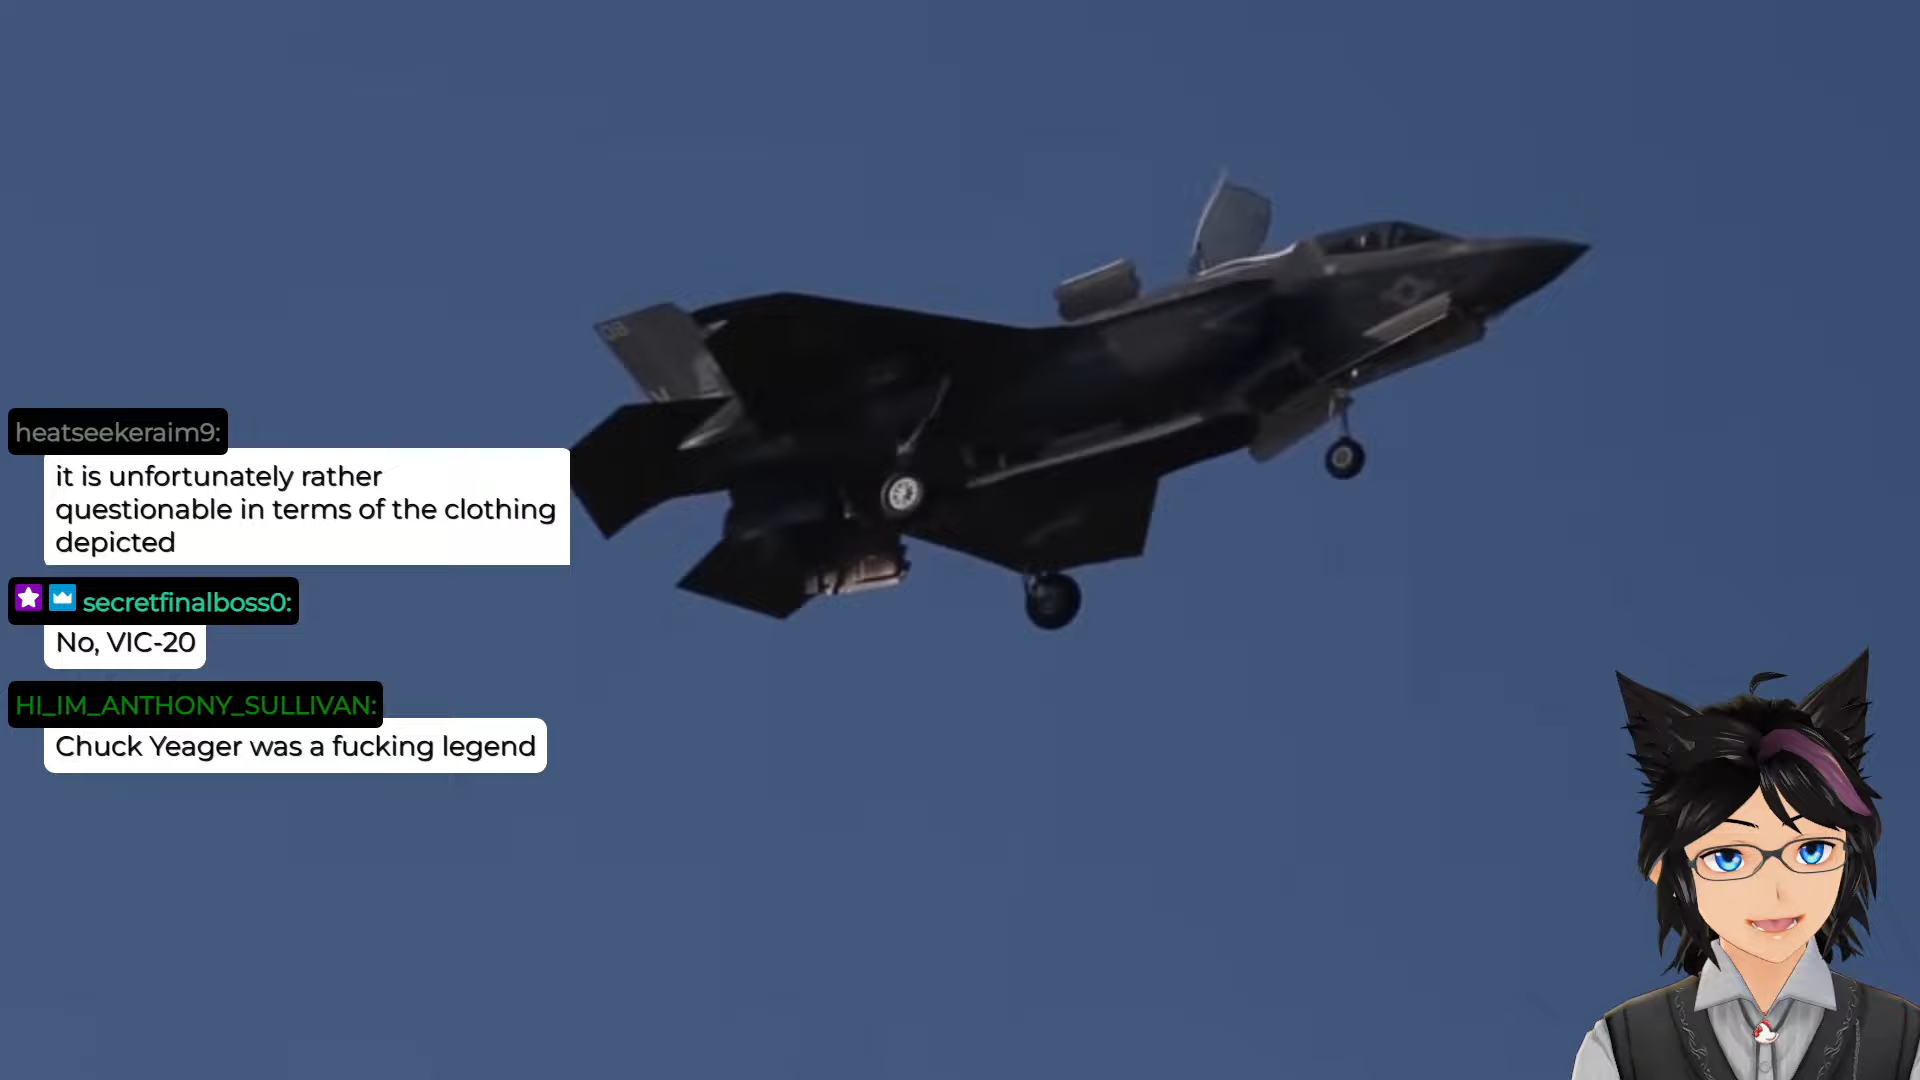 heatseekeraim9:
it is unfortunately rather
questionable in terms of the clothing
depicted
secretfinalboss0:
No, VIC-20
HI_IM_ANTHONY_SULLIVAN:
Chuck Yeager was a fucking legend